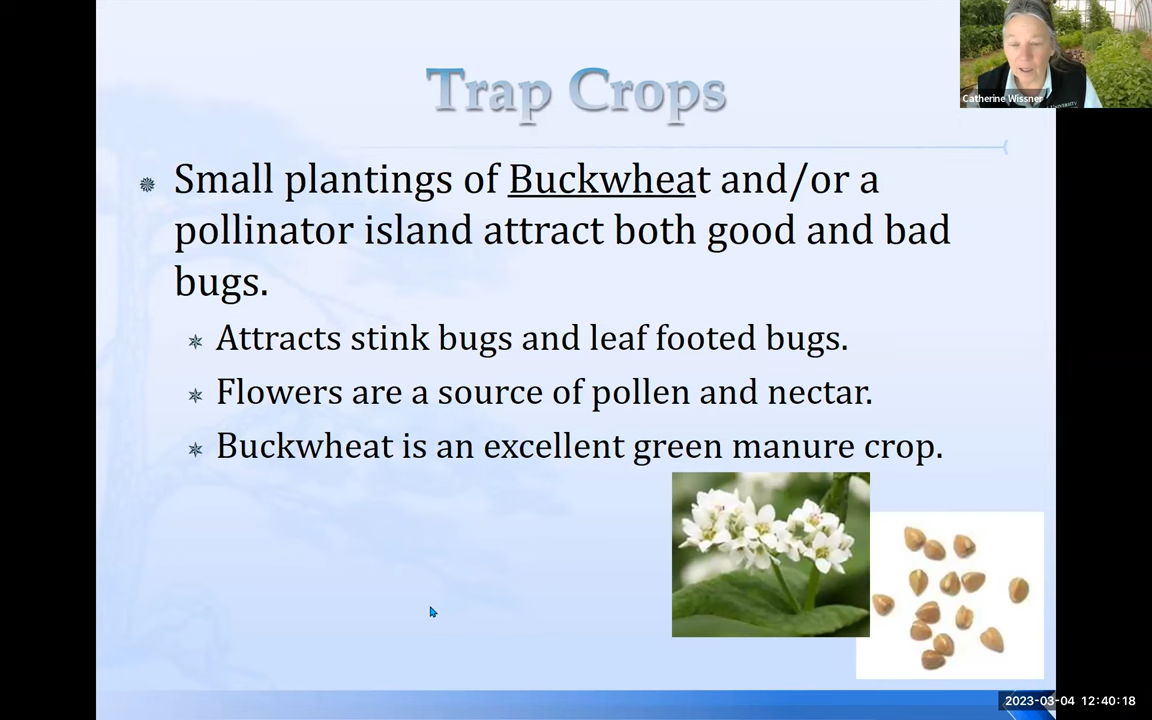 Trap Crops
Catherine Wissner
Small plantings of Buckwheat and/or a
pollinator island attract both good and bad
bugs.
Attracts stink bugs and leaf footed bugs.
Flowers are a source of pollen and nectar.
Buckwheat is an excellent green manure crop.
2023-03-04 12:40:18